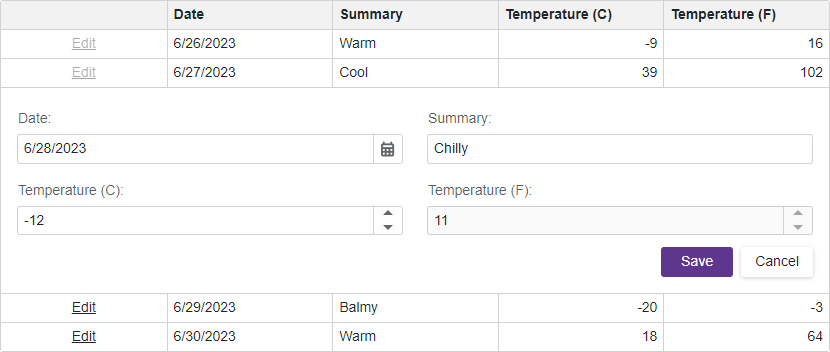 Date Summary Temperature (C) Temperature (F)
Edit 6/26/2023 Warm -9 16
Edit 6/27/2023 Cool 39 102
Date: Summary:
6/28/2023 Chilly
Temperature (C): Temperature (F):
-12 11
Save Cancel
Edit 6/29/2023 Balmy -20 -3
Edit 6/30/2023 Warm 18 64